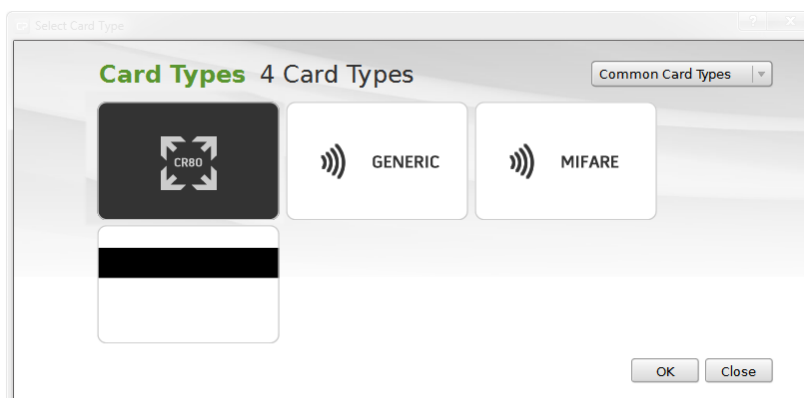 Select Card Type
Card Types 4 Card Types
Common Card Types
CR80
GENERIC
MIFARE
OK
Close